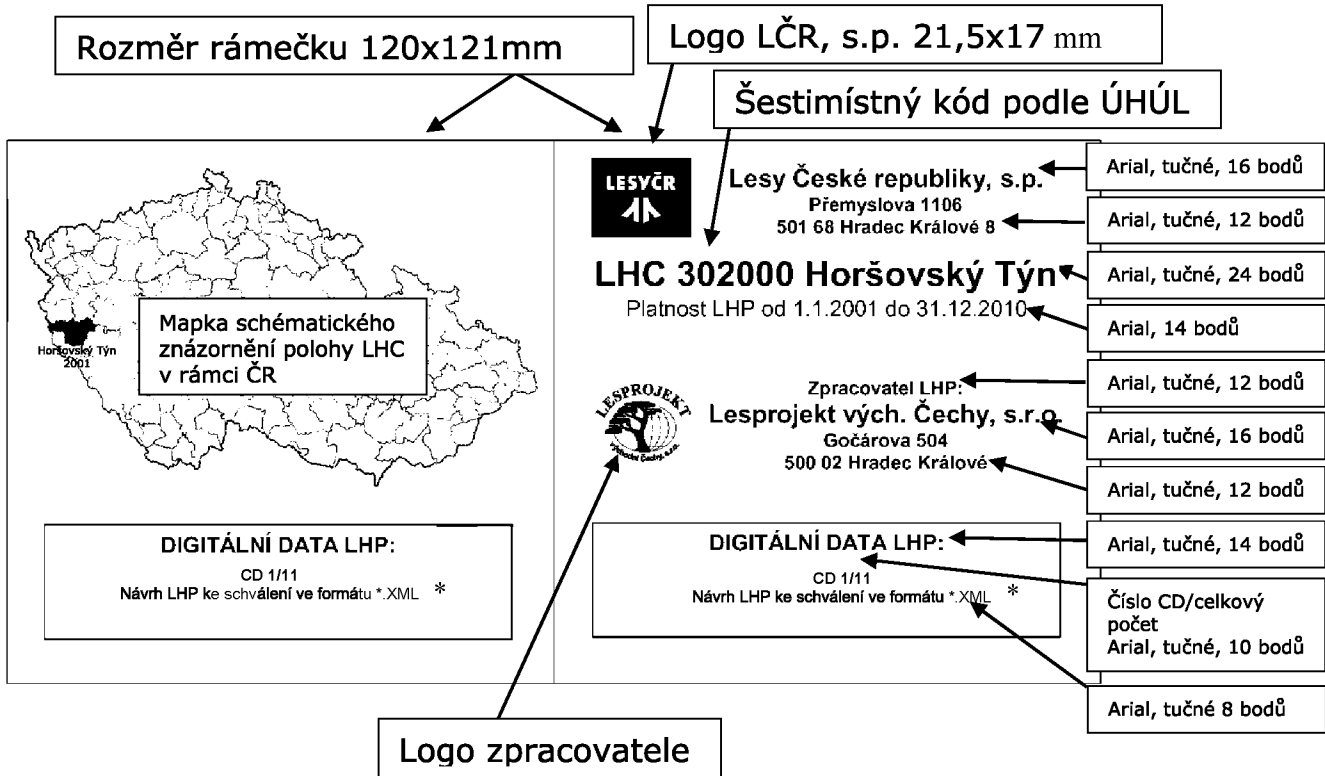 Rozměr rámečku 120x121mm
Logo LČR, s.p. 21,5x17 mm
Šestimístný kód podle ÚHÚL
Horšovský Týn
2001
Mapka schématického
znázornění polohy LHC
v rámci ČR
DIGITÁLNÍ DATA LHP:
CD 1/11
Návrh LHP ke schválení ve formátu *.XML *
LESYČR
Lesy České republiky, s.p.
Přemyslova 1106
501 68 Hradec Králové 8
LHC 302000 Horšovský Týn
Platnost LHP od 1.1.2001 do 31.12.2010
LESPROJEKT
východní Čechy, s.r.o.
Zpracovatel LHP:
Lesprojekt vých. Čechy, s.r.o.
Gočárova 504
500 02 Hradec Králové
DIGITÁLNÍ DATA LHP:
CD 1/11
Návrh LHP ke schválení ve formátu *.XML *
Arial, tučné, 16 bodů
Arial, tučné, 12 bodů
Arial, tučné, 24 bodů
Arial, 14 bodů
Arial, tučné, 12 bodů
Arial, tučné, 16 bodů
Arial, tučné, 12 bodů
Arial, tučné, 14 bodů
Číslo CD/celkový
počet
Arial, tučné, 10 bodů
Arial, tučné 8 bodů
Logo zpracovatele